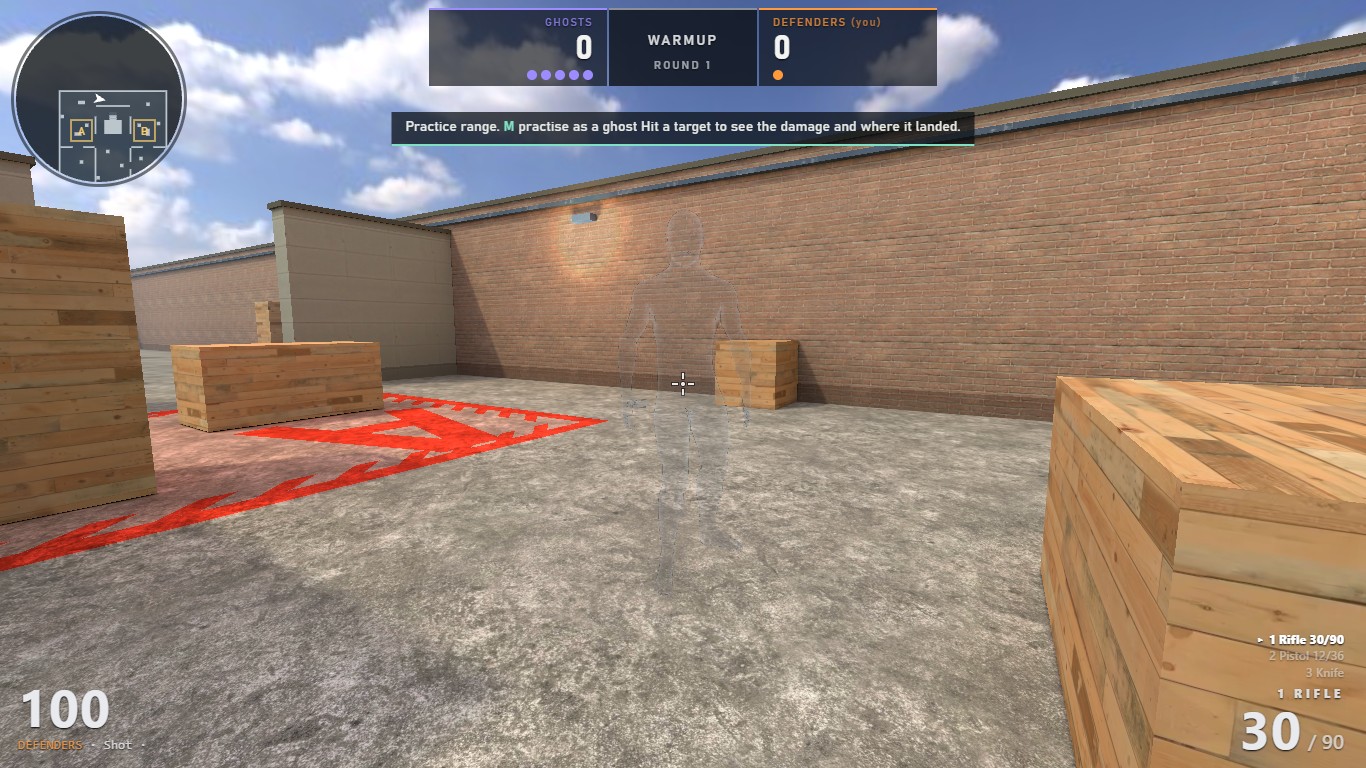 GHOSTS
0
WARMUP
ROUND 1
DEFENDERS (you)
0
Practice range. M practise as a ghost Hit a target to see the damage and where it landed.
A
B
A
▸ 1 Rifle 30/90
2 Pistol 12/36
3 Knife
1 RIFLE
30 / 90
100
DEFENDERS · Shot ·